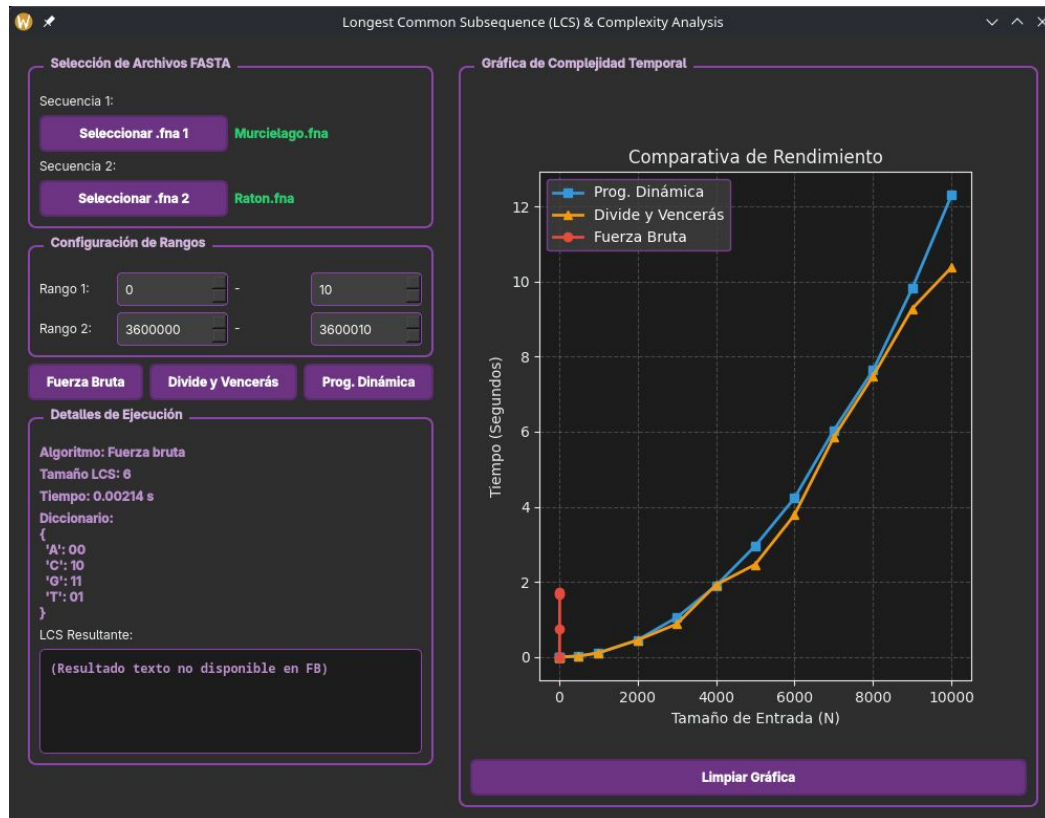 Longest Common Subsequence (LCS) & Complexity Analysis
Selección de Archivos FASTA
Secuencia 1:
Seleccionar .fna 1 Murcielago.fna
Secuencia 2:
Seleccionar .fna 2 Raton.fna
Configuración de Rangos
Rango 1: 0 - 10
Rango 2: 3600000 - 3600010
Fuerza Bruta Divide y Vencerás Prog. Dinámica
Detalles de Ejecución
Algoritmo: Fuerza bruta
Tamaño LCS: 6
Tiempo: 0.00214 s
Diccionario:
{
'A': 00
'C': 10
'G': 11
'T': 01
}
LCS Resultante:
(Resultado texto no disponible en FB)
Gráfica de Complejidad Temporal
Comparativa de Rendimiento
Prog. Dinámica
Divide y Vencerás
Fuerza Bruta
12
10
8
6
4
2
0
Tiempo (Segundos)
0 2000 4000 6000 8000 10000
Tamaño de Entrada (N)
Limpiar Gráfica